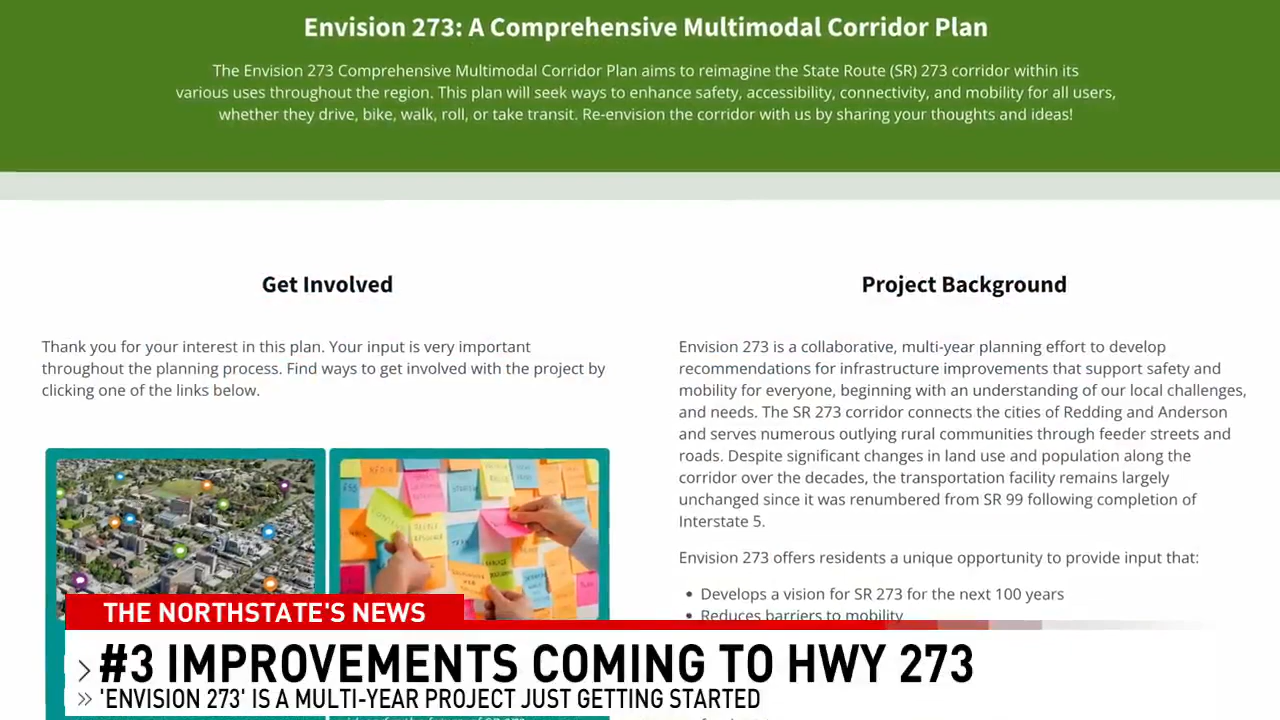 Envision 273: A Comprehensive Multimodal Corridor Plan
The Envision 273 Comprehensive Multimodal Corridor Plan aims to reimagine the State Route (SR) 273 corridor within its
various uses throughout the region. This plan will seek ways to enhance safety, accessibility, connectivity, and mobility for all users,
whether they drive, bike, walk, roll, or take transit. Re-envision the corridor with us by sharing your thoughts and ideas!
Get Involved
Thank you for your interest in this plan. Your input is very important
throughout the planning process. Find ways to get involved with the project by
clicking one of the links below.
Project Background
Envision 273 is a collaborative, multi-year planning effort to develop
recommendations for infrastructure improvements that support safety and
mobility for everyone, beginning with an understanding of our local challenges,
and needs. The SR 273 corridor connects the cities of Redding and Anderson
and serves numerous outlying rural communities through feeder streets and
roads. Despite significant changes in land use and population along the
corridor over the decades, the transportation facility remains largely
unchanged since it was renumbered from SR 99 following completion of
Interstate 5.
Envision 273 offers residents a unique opportunity to provide input that:
• Develops a vision for SR 273 for the next 100 years
• Reduces barriers to mobility
THE NORTHSTATE'S NEWS
#3 IMPROVEMENTS COMING TO HWY 273
'ENVISION 273' IS A MULTI-YEAR PROJECT JUST GETTING STARTED